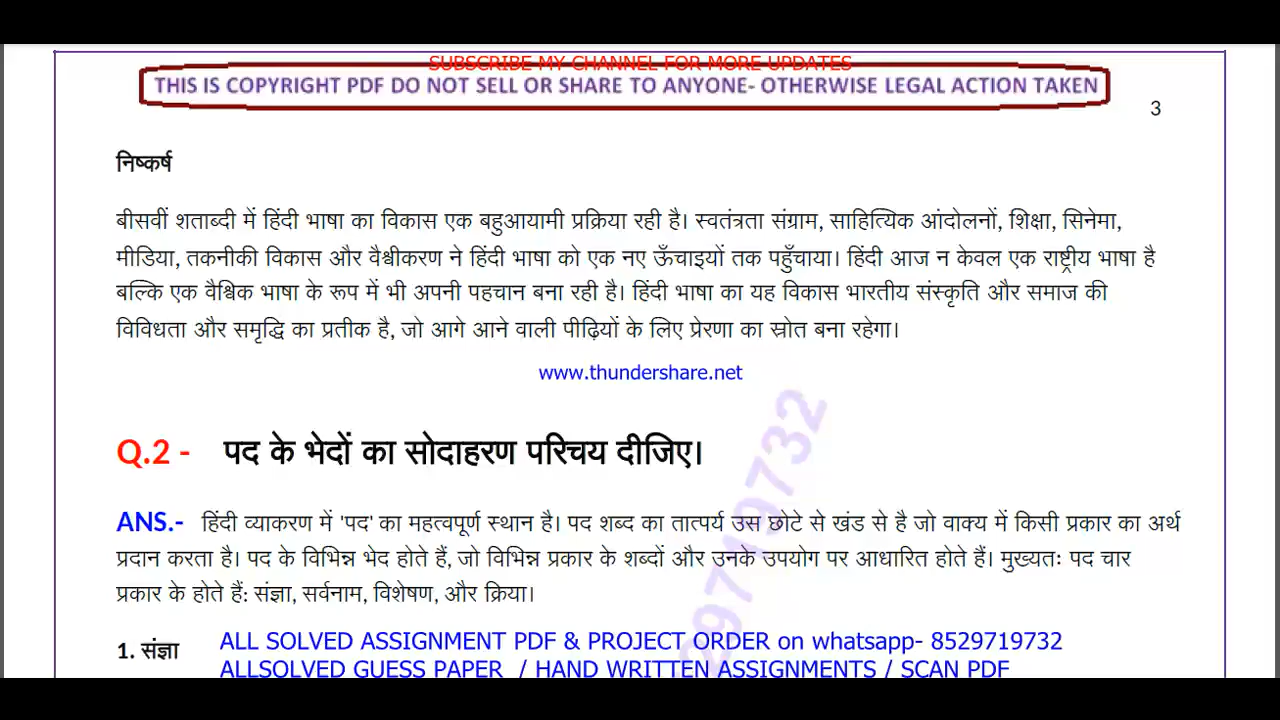 SUBSCRIBE MY CHANNEL FOR MORE UPDATES
THIS IS COPYRIGHT PDF DO NOT SELL OR SHARE TO ANYONE- OTHERWISE LEGAL ACTION TAKEN
3
निष्कर्ष
बीसवीं शताब्दी में हिंदी भाषा का विकास एक बहुआयामी प्रक्रिया रही है। स्वतंत्रता संग्राम, साहित्यिक आंदोलनों, शिक्षा, सिनेमा,
मीडिया, तकनीकी विकास और वैश्वीकरण ने हिंदी भाषा को एक नए ऊँचाइयों तक पहुँचाया। हिंदी आज न केवल एक राष्ट्रीय भाषा है
बल्कि एक वैश्विक भाषा के रूप में भी अपनी पहचान बना रही है। हिंदी भाषा का यह विकास भारतीय संस्कृति और समाज की
विविधता और समृद्धि का प्रतीक है, जो आगे आने वाली पीढ़ियों के लिए प्रेरणा का स्रोत बना रहेगा।
www.thundershare.net
Q.2 - पद के भेदों का सोदाहरण परिचय दीजिए।
ANS.- हिंदी व्याकरण में 'पद' का महत्वपूर्ण स्थान है। पद शब्द का तात्पर्य उस छोटे से खंड से है जो वाक्य में किसी प्रकार का अर्थ
प्रदान करता है। पद के विभिन्न भेद होते हैं, जो विभिन्न प्रकार के शब्दों और उनके उपयोग पर आधारित होते हैं। मुख्यतः पद चार
प्रकार के होते हैं: संज्ञा, सर्वनाम, विशेषण, और क्रिया।
1. संज्ञा ALL SOLVED ASSIGNMENT PDF & PROJECT ORDER on whatsapp- 8529719732
ALLSOLVED GUESS PAPER / HAND WRITTEN ASSIGNMENTS / SCAN PDF